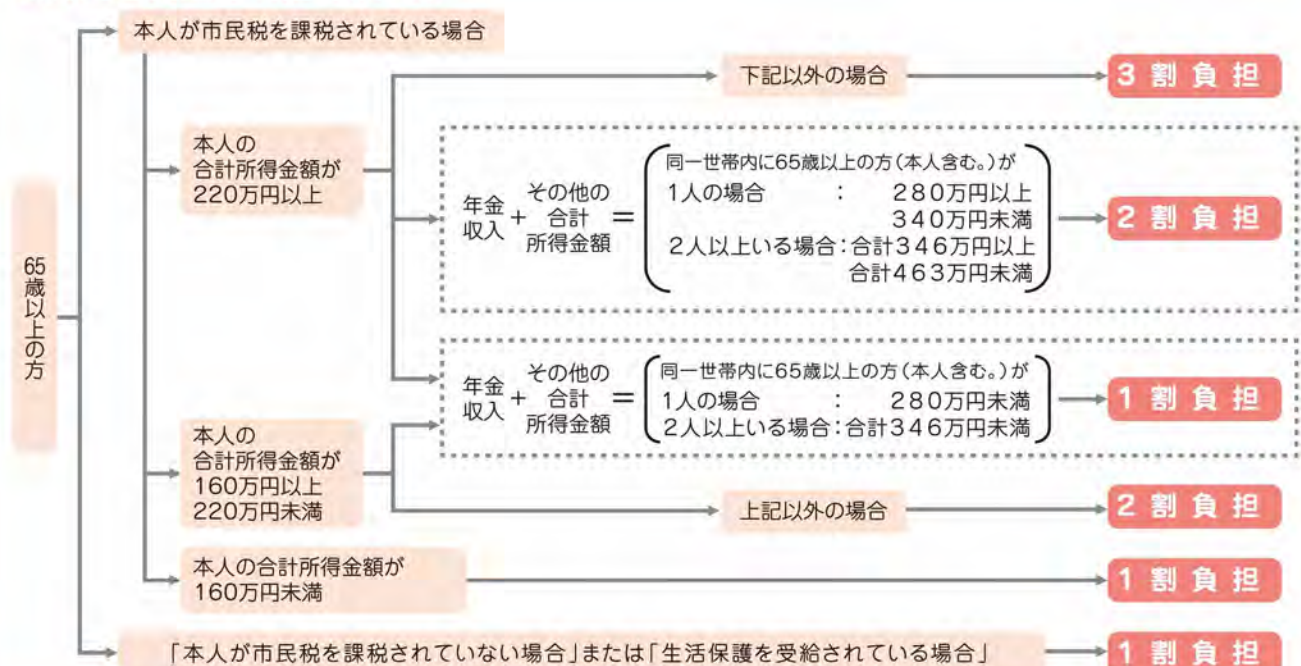 65歳以上の方
本人が市民税を課税されている場合
本人の
合計所得金額が
220万円以上
下記以外の場合
3割負担
年金
収入
+
その他の
合計
所得金額
=
同一世帯内に65歳以上の方(本人含む。)が
1人の場合 : 280万円以上
340万円未満
2人以上いる場合:合計346万円以上
合計463万円未満
2割負担
年金
収入
+
その他の
合計
所得金額
=
同一世帯内に65歳以上の方(本人含む。)が
1人の場合 : 280万円未満
2人以上いる場合:合計346万円未満
1割負担
本人の
合計所得金額が
160万円以上
220万円未満
上記以外の場合
2割負担
本人の合計所得金額が
160万円未満
1割負担
「本人が市民税を課税されていない場合」または「生活保護を受給されている場合」
1割負担